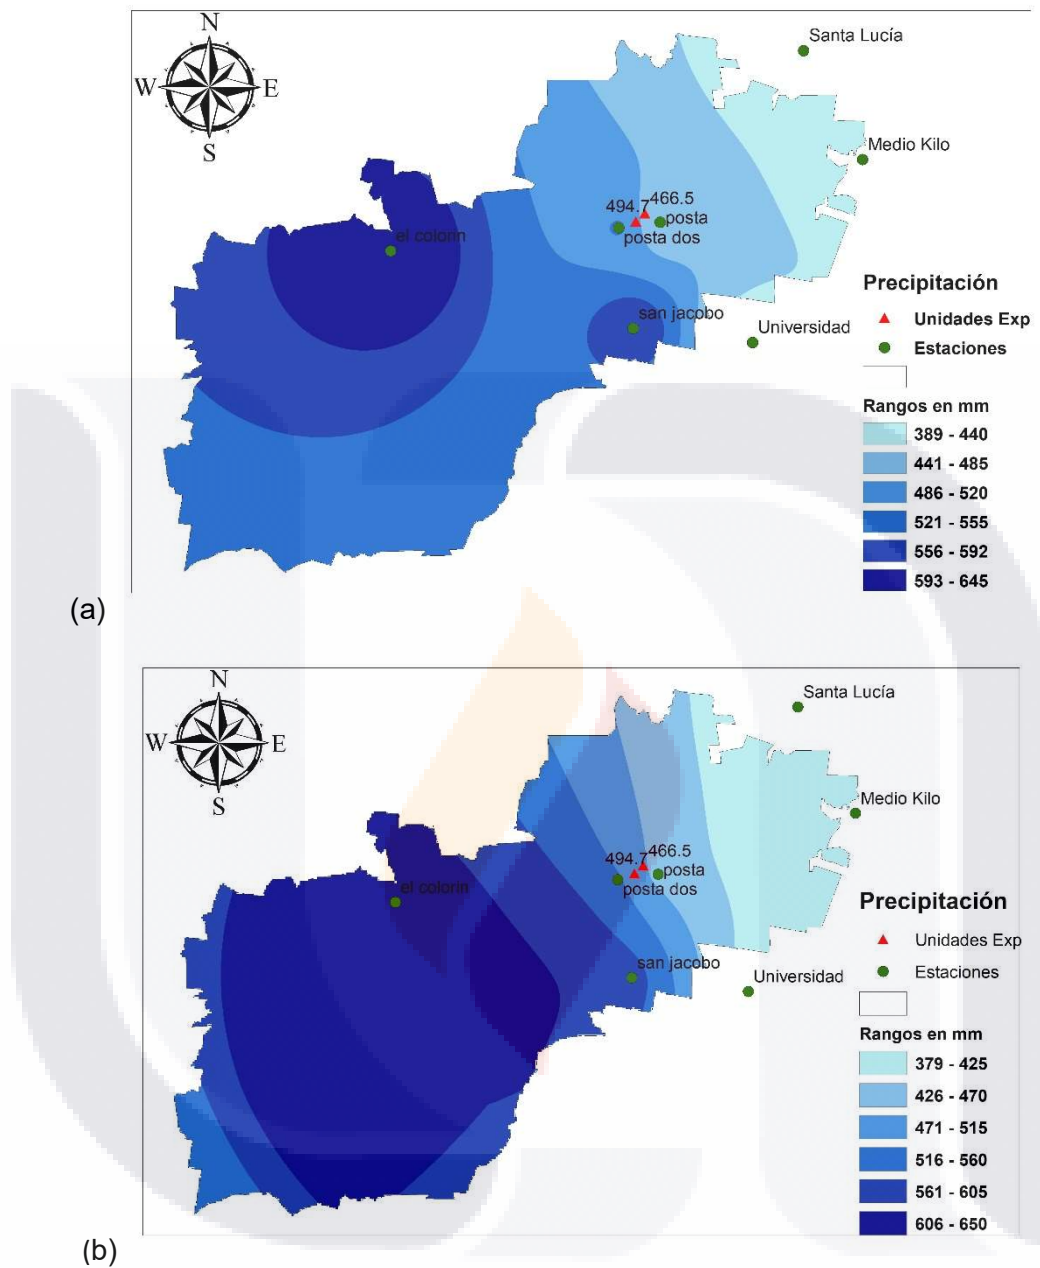 N
W E
S
Santa Lucía
Medio Kilo
466.5
494.7
posta
posta dos
el colorin
san jacobo
Universidad
Precipitación
Unidades Exp
Estaciones
Rangos en mm
389 - 440
441 - 485
486 - 520
521 - 555
556 - 592
593 - 645
(a)
N
W E
S
Santa Lucía
Medio Kilo
466.5
494.7
posta
posta dos
el colorin
san jacobo
Universidad
Precipitación
Unidades Exp
Estaciones
Rangos en mm
379 - 425
426 - 470
471 - 515
516 - 560
561 - 605
606 - 650
(b)